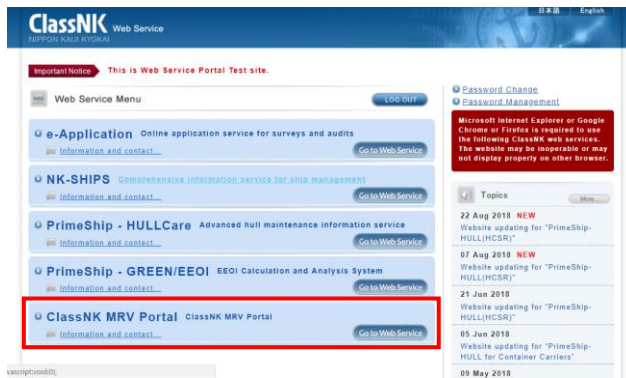 日本語 English
ClassNK Web Service
NIPPON KAIJI KYOKAI
Important Notice This is Web Service Portal Test site.
Web Service Menu
LOG OUT
e-Application Online application service for surveys and audits
Information and contact...
Go to Web Service
NK-SHIPS Comprehensive information service for ship management
Information and contact...
Go to Web Service
PrimeShip - HULLCare Advanced hull maintenance information service
Information and contact...
Go to Web Service
PrimeShip - GREEN/EEOI EEOI Calculation and Analysis System
Information and contact...
Go to Web Service
ClassNK MRV Portal ClassNK MRV Portal
Information and contact...
Go to Web Service
vascript:void(0);
Password Change
Password Management
Microsoft Internet Explorer or Google
Chrome or Firefox is required to use
the following ClassNK web services.
The website may be inoperable or may
not display properly on other browser.
Topics
More...
22 Aug 2018 NEW
Website updating for "PrimeShip-
HULL(HCSR)"
07 Aug 2018 NEW
Website updating for "PrimeShip-
HULL(HCSR)"
21 Jun 2018
Website updating for "PrimeShip-
HULL(HCSR)"
05 Jun 2018
Website updating for "PrimeShip-
HULL for Container Carriers"
09 May 2018